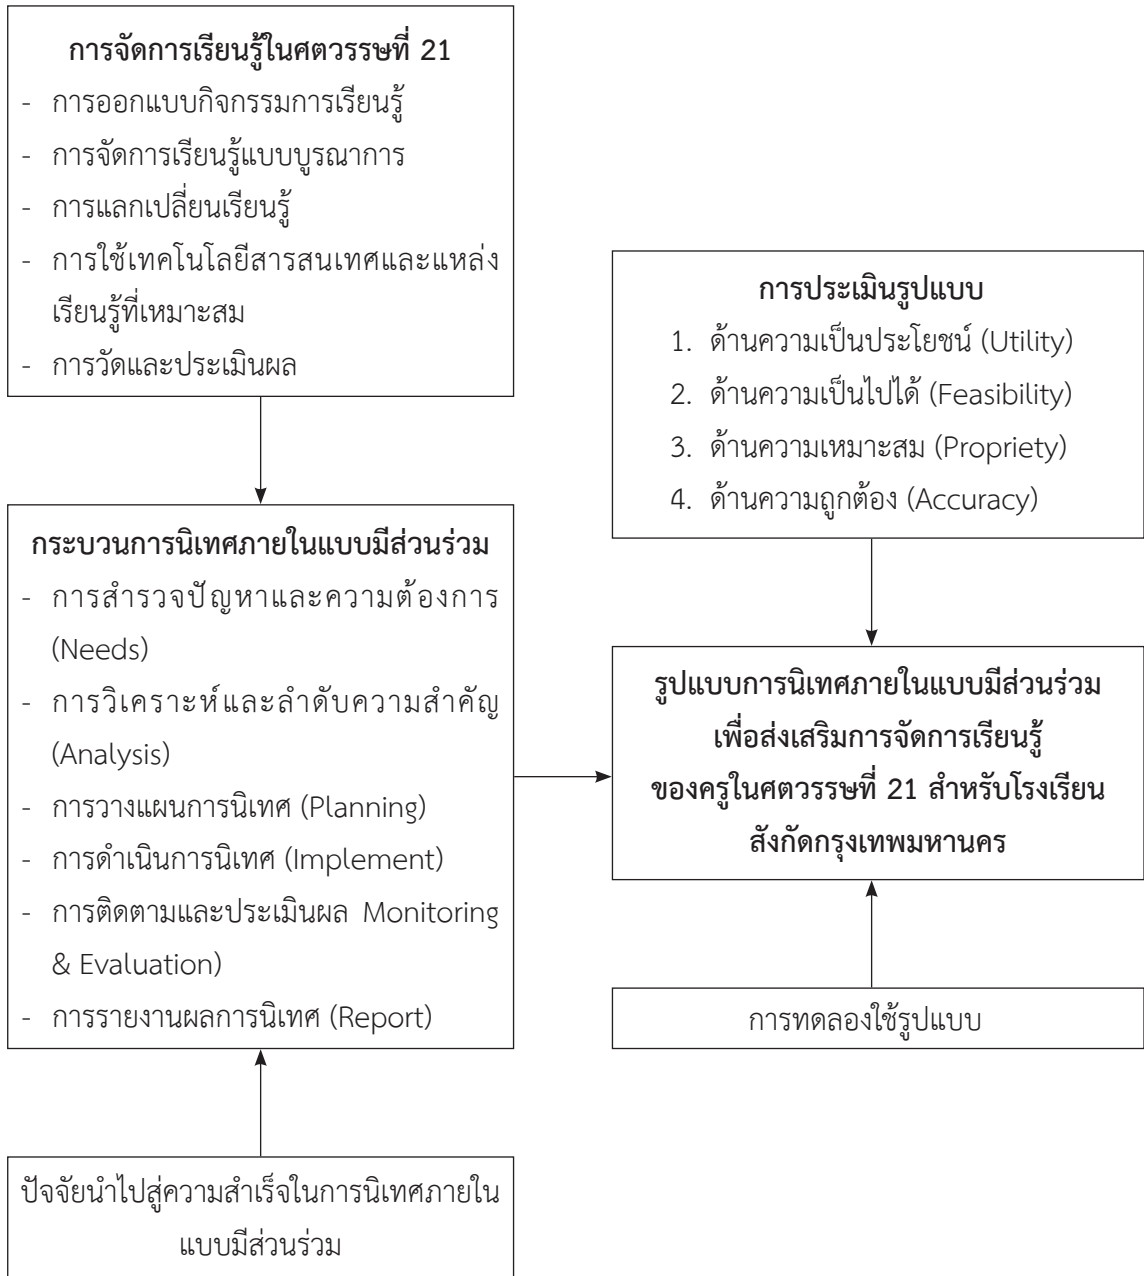 การจัดการเรียนรู้ในศตวรรษที่ 21
- การออกแบบกิจกรรมการเรียนรู้
- การจัดการเรียนรู้แบบบูรณาการ
- การแลกเปลี่ยนเรียนรู้
- การใช้เทคโนโลยีสารสนเทศและแหล่ง
เรียนรู้ที่เหมาะสม
- การวัดและประเมินผล
กระบวนการนิเทศภายในแบบมีส่วนร่วม
- การสำรวจปัญหาและความต้องการ
(Needs)
- การวิเคราะห์และลำดับความสำคัญ
(Analysis)
- การวางแผนการนิเทศ (Planning)
- การดำเนินการนิเทศ (Implement)
- การติดตามและประเมินผล Monitoring
& Evaluation)
- การรายงานผลการนิเทศ (Report)
ปัจจัยนำไปสู่ความสำเร็จในการนิเทศภายใน
แบบมีส่วนร่วม
การประเมินรูปแบบ
1. ด้านความเป็นประโยชน์ (Utility)
2. ด้านความเป็นไปได้ (Feasibility)
3. ด้านความเหมาะสม (Propriety)
4. ด้านความถูกต้อง (Accuracy)
รูปแบบการนิเทศภายในแบบมีส่วนร่วม
เพื่อส่งเสริมการจัดการเรียนรู้
ของครูในศตวรรษที่ 21 สำหรับโรงเรียน
สังกัดกรุงเทพมหานคร
การทดลองใช้รูปแบบ